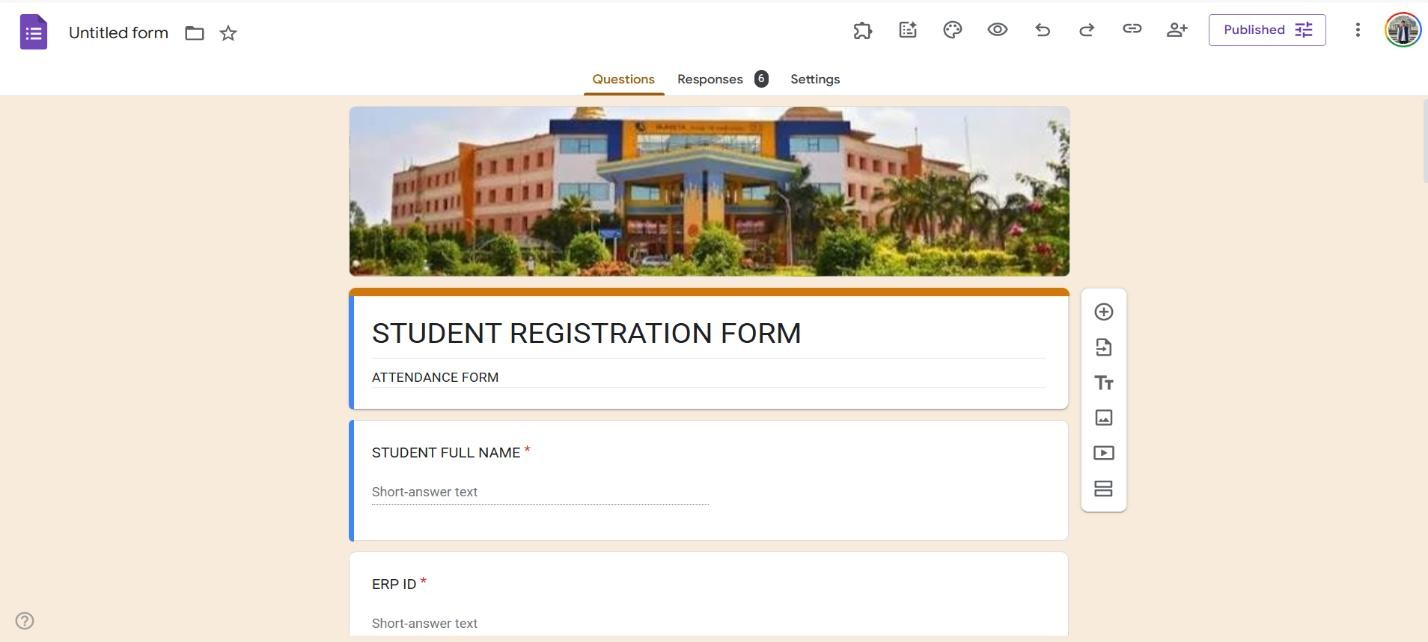 Untitled form
Published
Questions
Responses 6
Settings
STUDENT REGISTRATION FORM
ATTENDANCE FORM
STUDENT FULL NAME *
Short-answer text
ERP ID *
Short-answer text